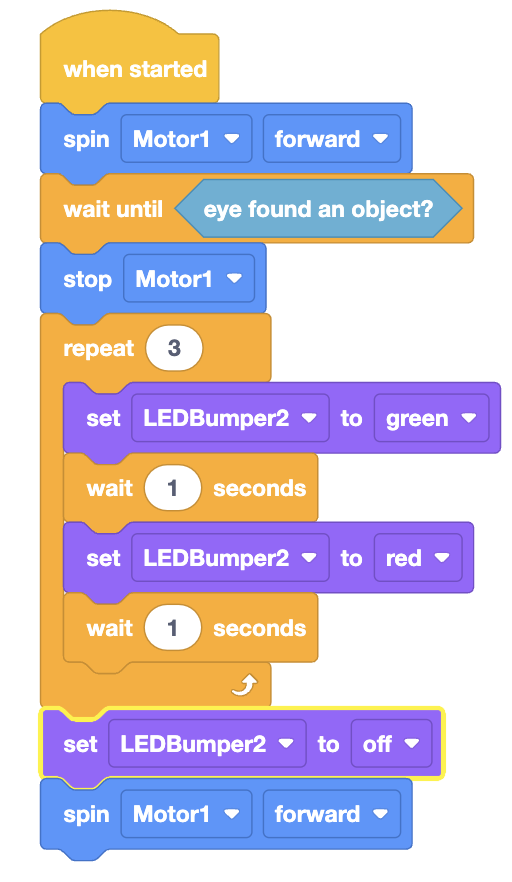 when started
spin Motor1 forward
wait until eye found an object?
stop Motor1
repeat 3
set LEDBumper2 to green
wait 1 seconds
set LEDBumper2 to red
wait 1 seconds
set LEDBumper2 to off
spin Motor1 forward